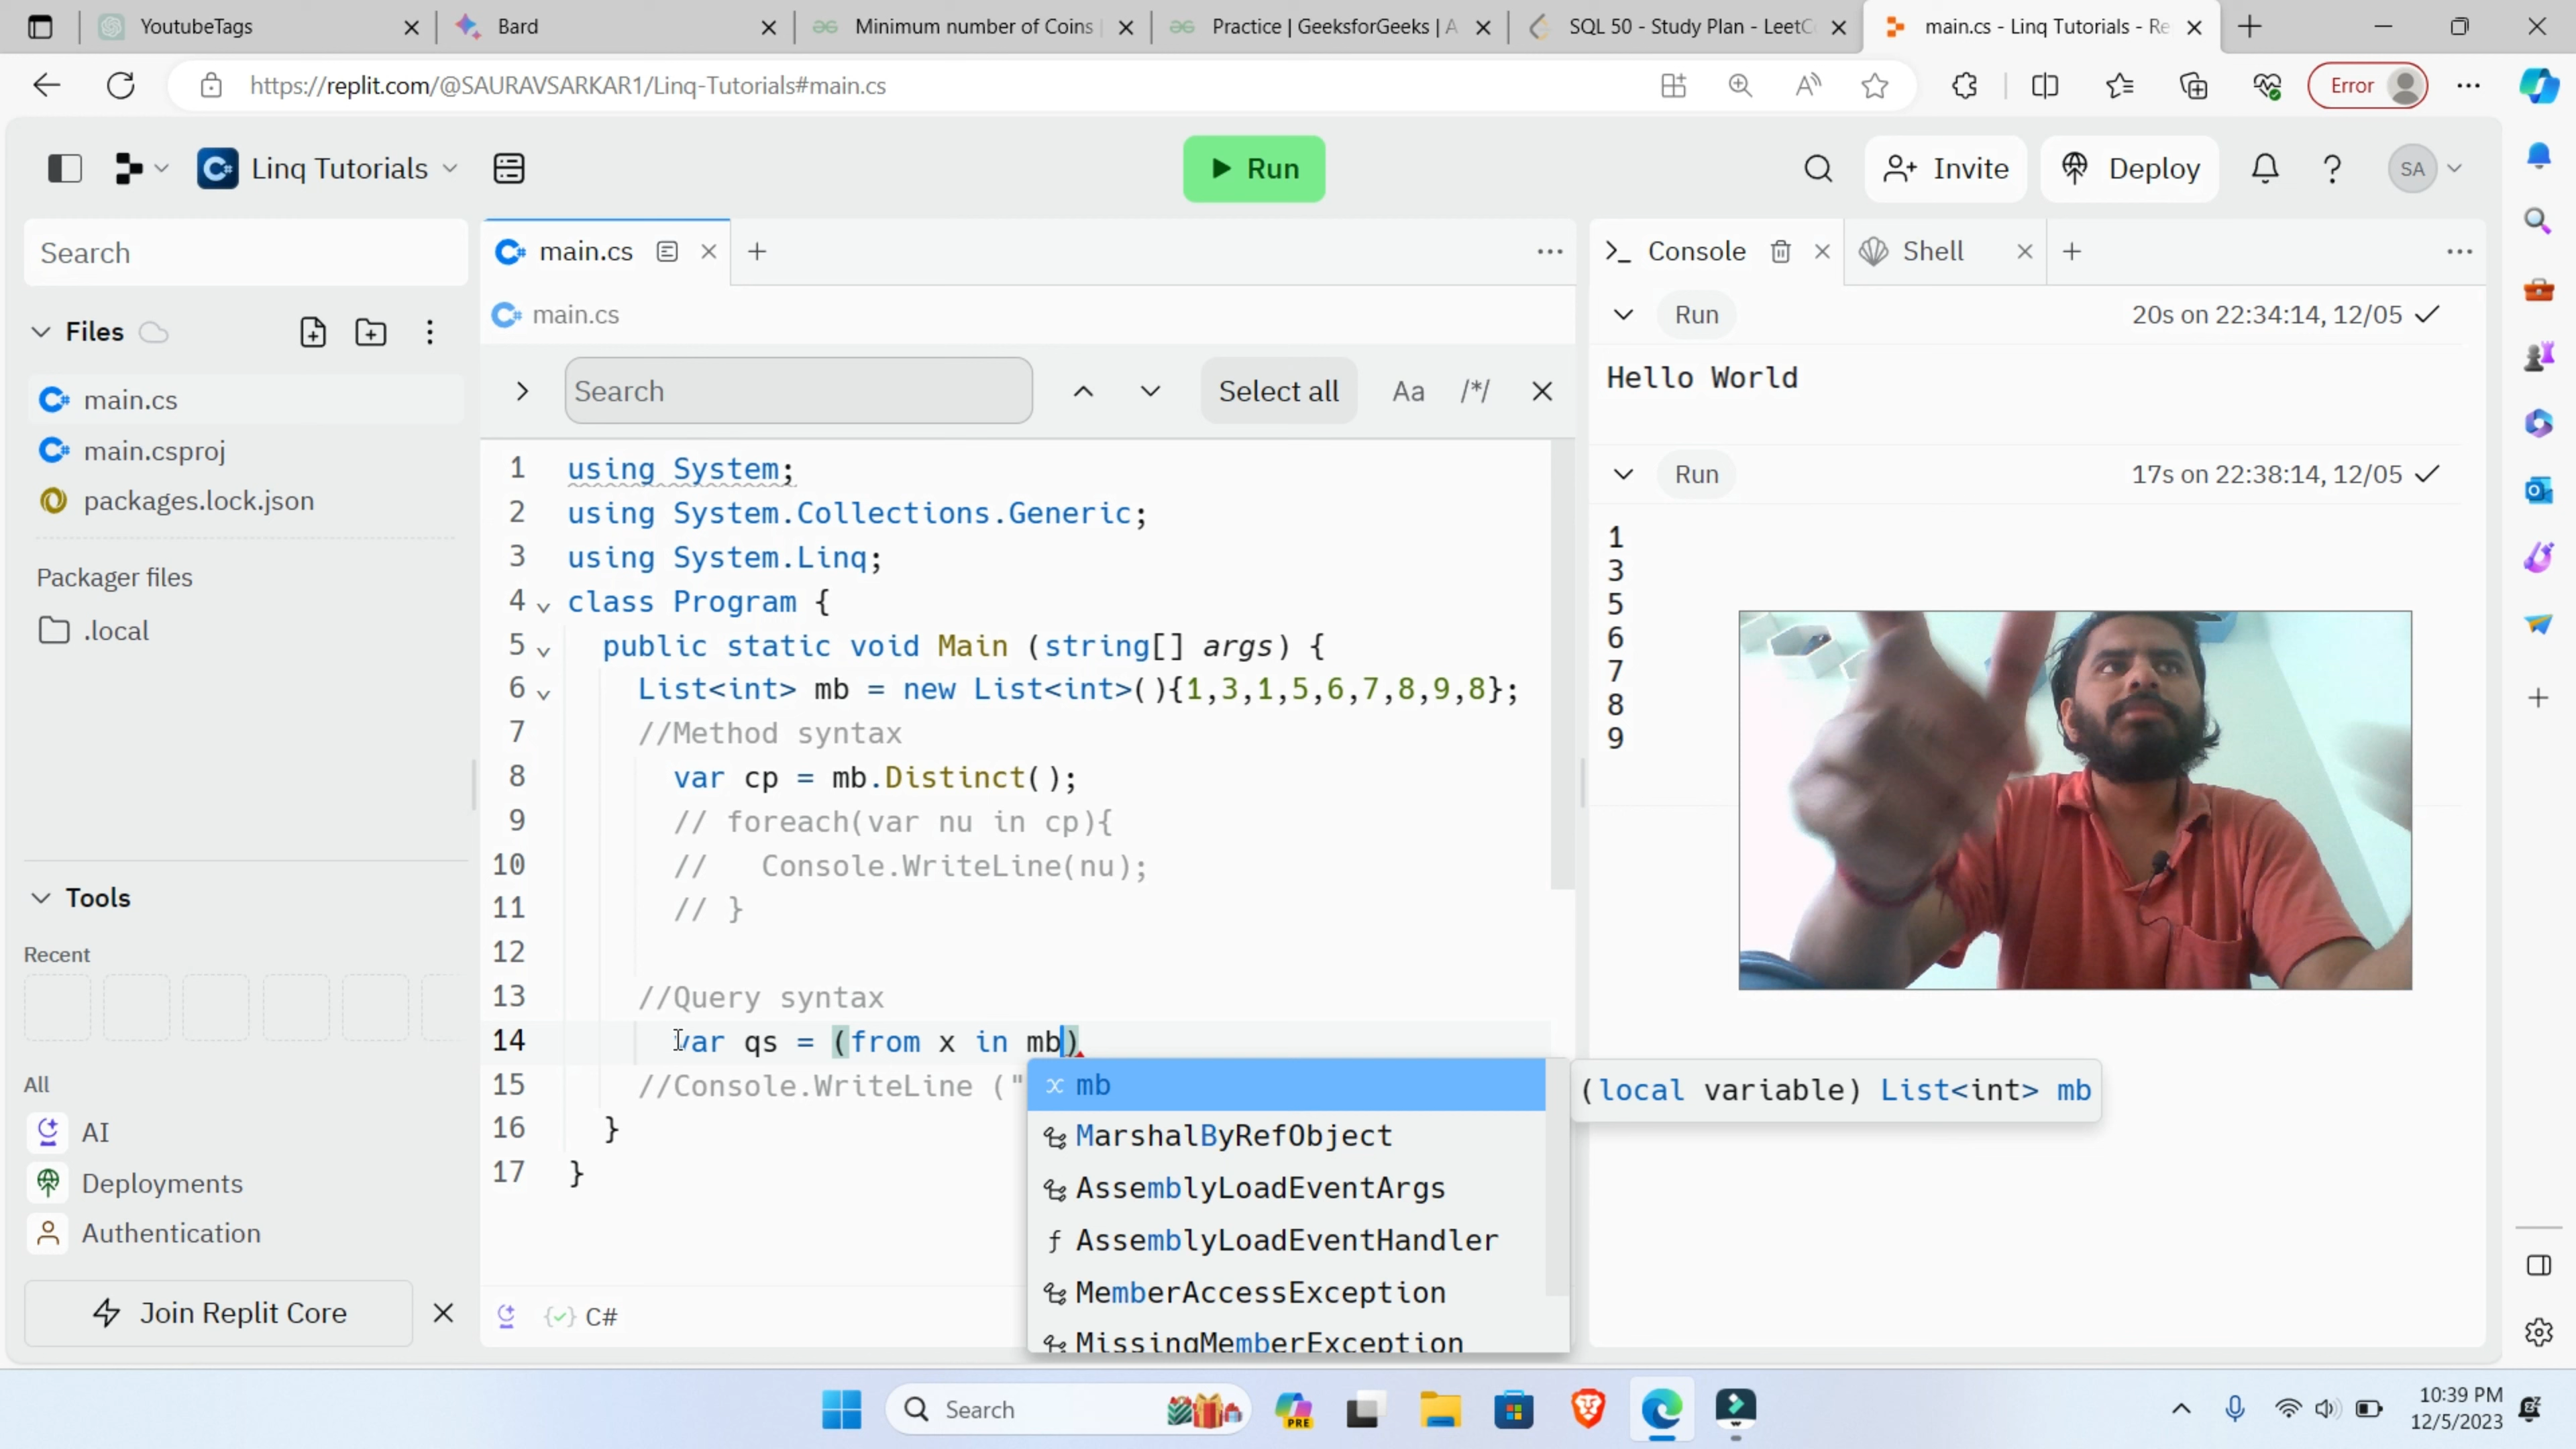 YoutubeTags
Bard
Minimum number of Coins
Practice | GeeksforGeeks | A
SQL 50 - Study Plan - LeetCo
main.cs - Linq Tutorials - Re
https://replit.com/@SAURAVSARKAR1/Linq-Tutorials#main.cs
Error
Linq Tutorials
Run
Invite
Deploy
SA
Search
Files
main.cs
main.csproj
packages.lock.json
Packager files
.local
Tools
Recent
All
AI
Deployments
Authentication
Join Replit Core
main.cs
main.cs
Search
Select all
Aa
/*/
1 using System;
2 using System.Collections.Generic;
3 using System.Linq;
4 class Program {
5 public static void Main (string[] args) {
6 List<int> mb = new List<int>(){1,3,1,5,6,7,8,9,8};
7 //Method syntax
8 var cp = mb.Distinct();
9 // foreach(var nu in cp){
10 // Console.WriteLine(nu);
11 // }
12
13 //Query syntax
14 var qs = (from x in mb)
15 //Console.WriteLine ("
16 }
17 }
mb
MarshalByRefObject
AssemblyLoadEventArgs
AssemblyLoadEventHandler
MemberAccessException
MissingMemberException
(local variable) List<int> mb
C#
Console
Shell
Run
20s on 22:34:14, 12/05
Hello World
Run
17s on 22:38:14, 12/05
1
3
5
6
7
8
9
Search
PRE
10:39 PM
12/5/2023